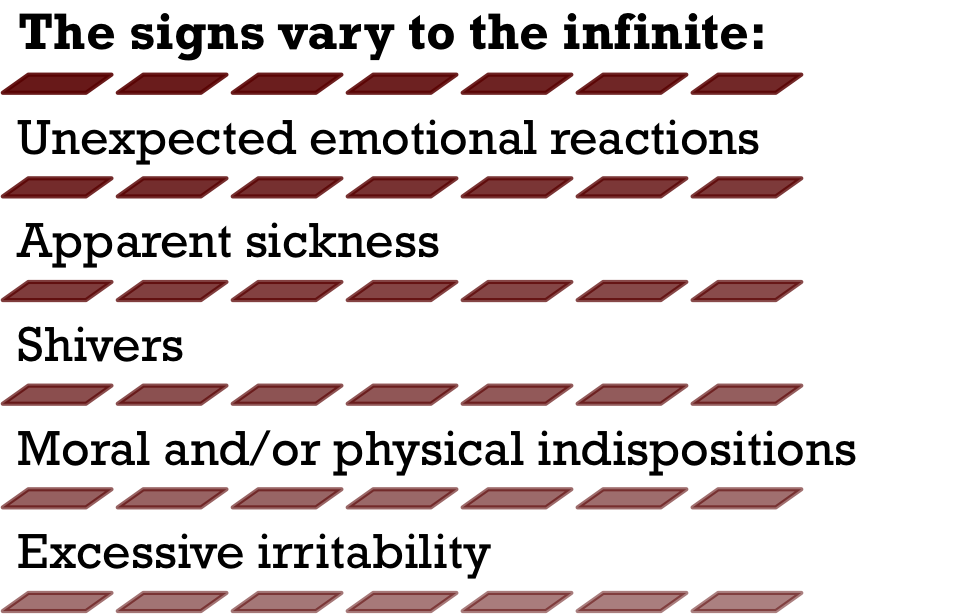 The signs vary to the infinite:
Unexpected emotional reactions
Apparent sickness
Shivers
Moral and/or physical indispositions
Excessive irritability